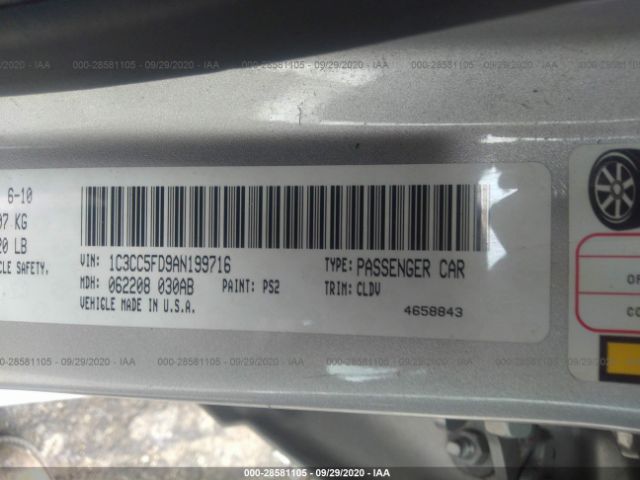 000-28581105 | 09/29/2020 - IAA
6-10
07 KG
20 LB
CLE SAFETY.
VIN: 1C3CC5FD9AN199716
TYPE: PASSENGER CAR
MDH: 062208 030AB
PAINT: PS2
TRIM: CLDV
VEHICLE MADE IN U.S.A.
4658843
000-28581105 | 09/29/2020 - IAA
000-28581105 | 09/29/2020 - IAA